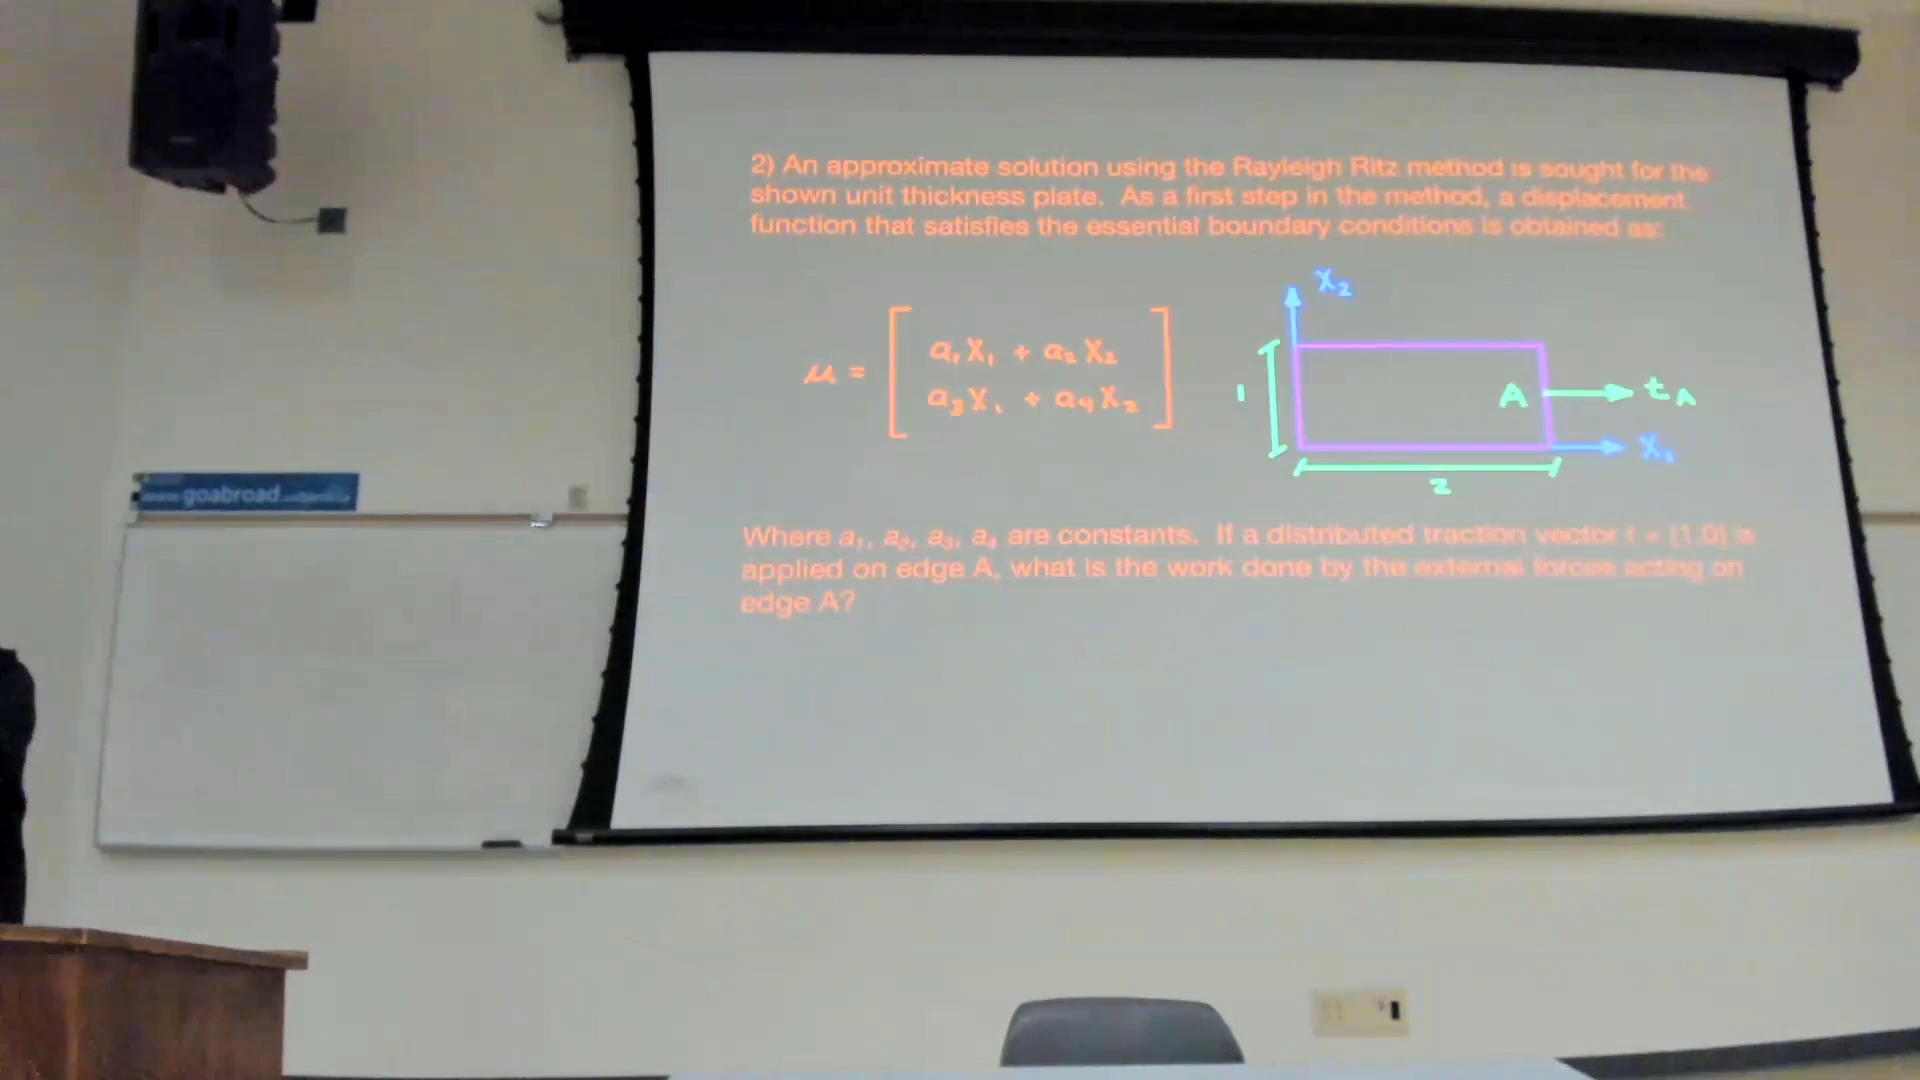 2) An approximate solution using the Rayleigh Ritz method is sought for the
shown unit thickness plate. As a first step in the method, a displacement
function that satisfies the essential boundary conditions is obtained as:
X₂
a₁X₁ + a₂X₂
u =
a₃X₁ + a₄X₂
1
A
t_A
X₁
2
www.goabroad
Where a₁, a₂, a₃, a₄ are constants. If a distributed traction vector t = {1,0} is
applied on edge A, what is the work done by the external forces acting on
edge A?